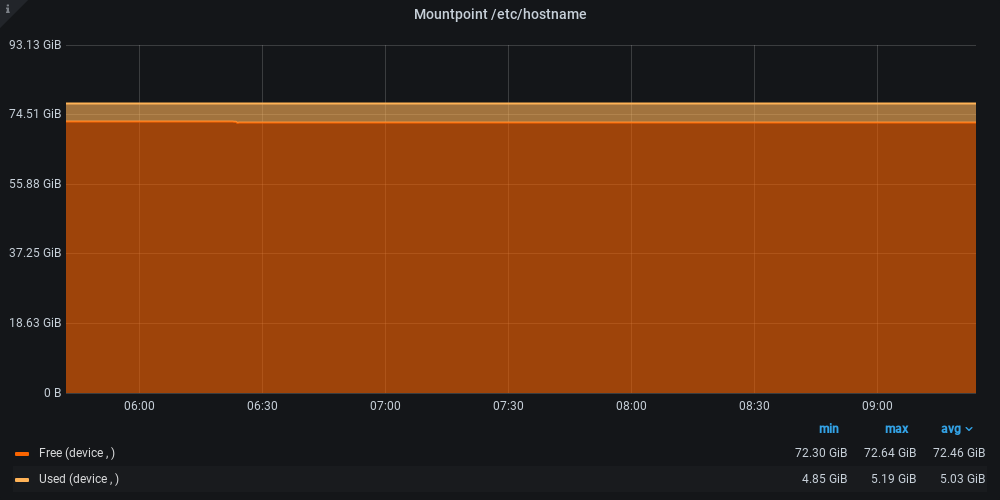 i
Mountpoint /etc/hostname
93.13 GiB
74.51 GiB
55.88 GiB
37.25 GiB
18.63 GiB
0 B
06:00 06:30 07:00 07:30 08:00 08:30 09:00
min max avg
Free (device , ) 72.30 GiB 72.64 GiB 72.46 GiB
Used (device , ) 4.85 GiB 5.19 GiB 5.03 GiB